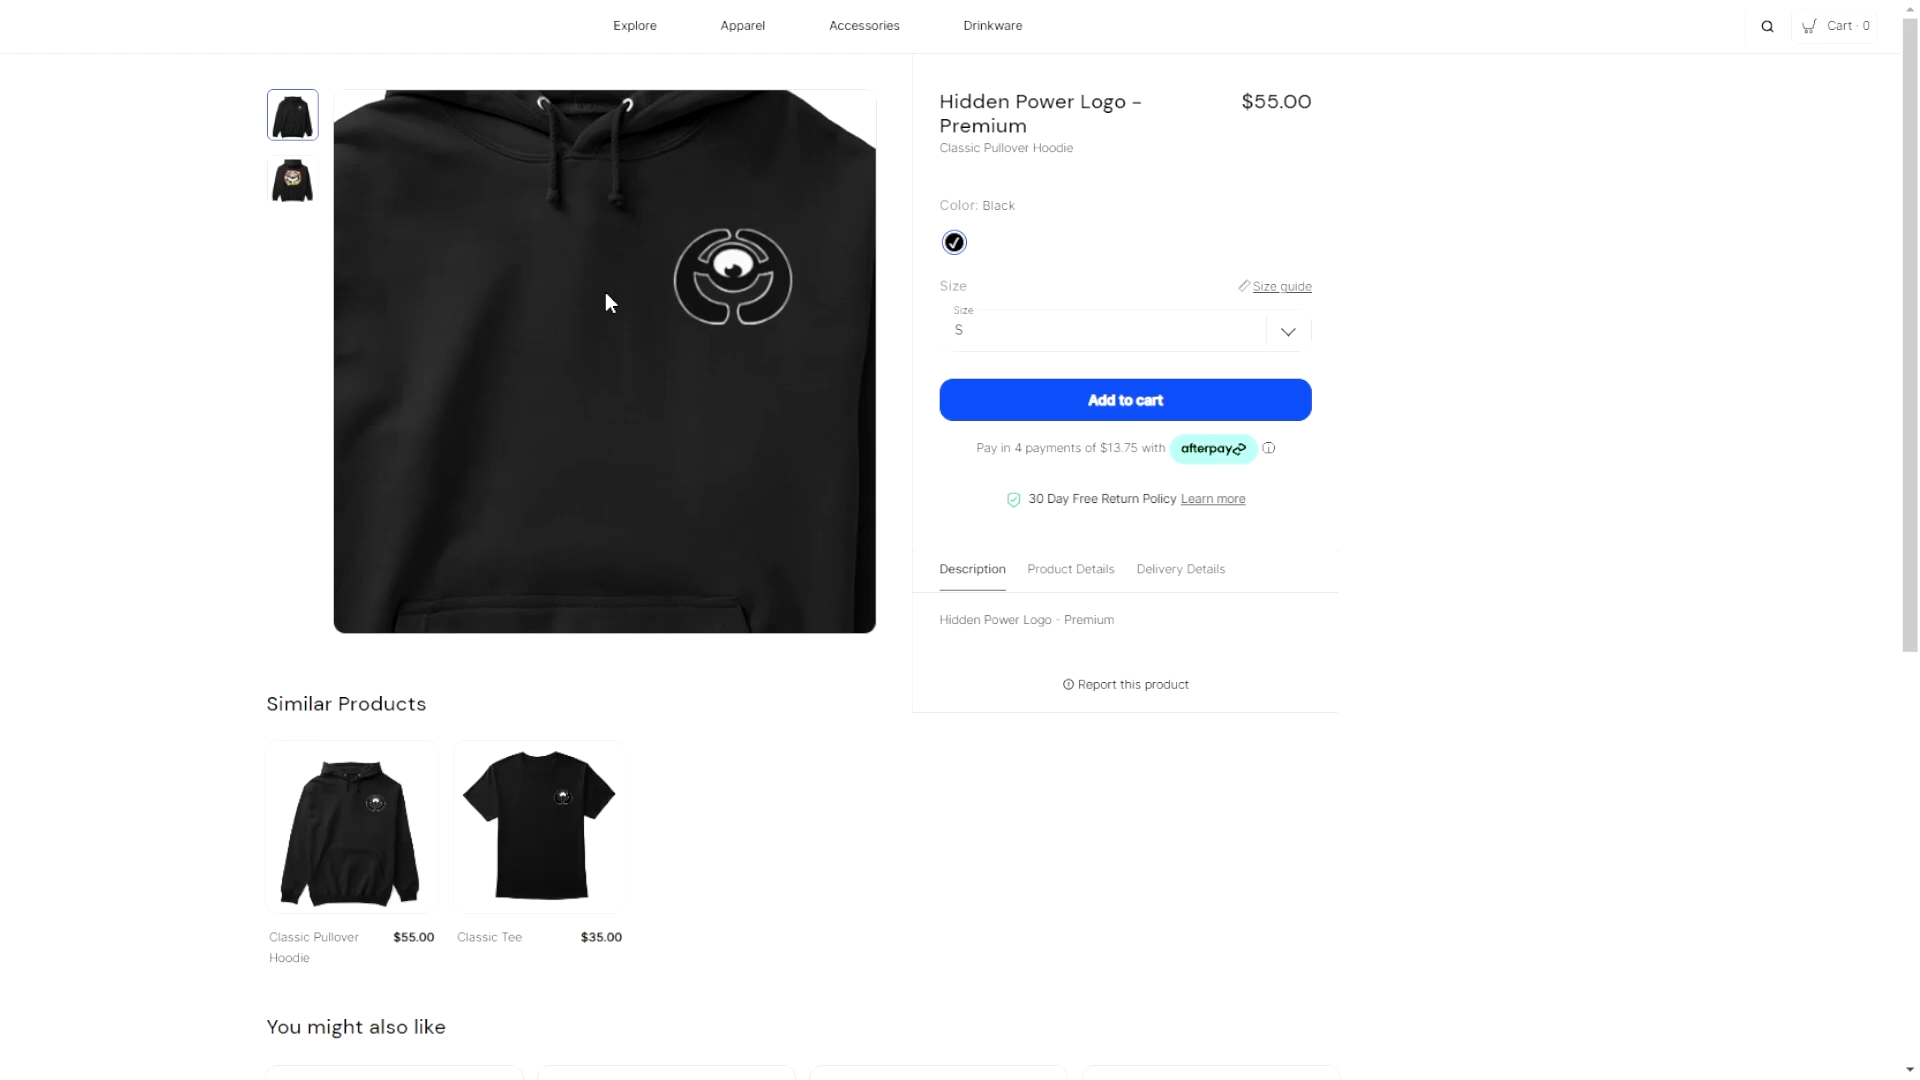 Explore
Apparel
Accessories
Drinkware
Cart · 0
Hidden Power Logo -
Premium
$55.00
Classic Pullover Hoodie
Color: Black
Size
Size guide
Size
S
Add to cart
Pay in 4 payments of $13.75 with afterpay
30 Day Free Return Policy Learn more
Description
Product Details
Delivery Details
Hidden Power Logo - Premium
Report this product
Similar Products
Classic Pullover
Hoodie
$55.00
Classic Tee
$35.00
You might also like